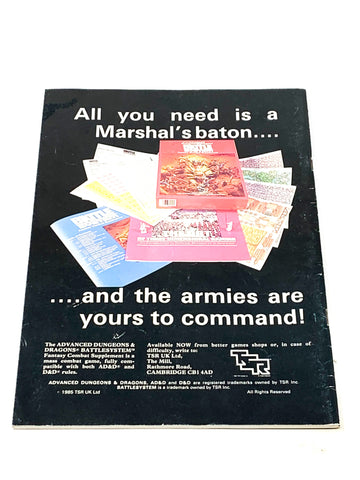 All you need is a
Marshal's baton....
BATTLE
....and the armies are
yours to command!
The ADVANCED DUNGEONS &
DRAGONS® BATTLESYSTEM™
Fantasy Combat Supplement is a
mass combat game, fully com-
patible with both AD&D® and
D&D® rules.
Available NOW from better games shops or, in case of
difficulty, write to:
TSR UK Ltd,
The Mill,
Rathmore Road,
CAMBRIDGE CB1 4AD
TSR
ADVANCED DUNGEONS & DRAGONS, AD&D and D&D are registered trademarks owned by TSR Inc.
BATTLESYSTEM is a trademark owned by TSR Inc.
1985 TSR UK Ltd
All Rights Reserved